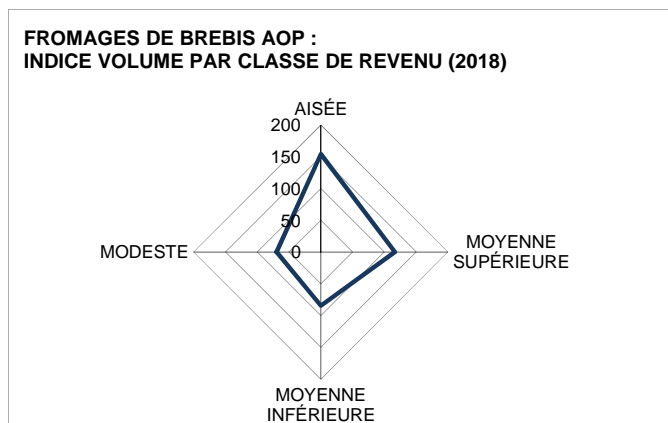 FROMAGES DE BREBIS AOP :
INDICE VOLUME PAR CLASSE DE REVENU (2018)
AISÉE
200
150
100
50
0
MODESTE
MOYENNE
SUPÉRIEURE
MOYENNE
INFÉRIEURE